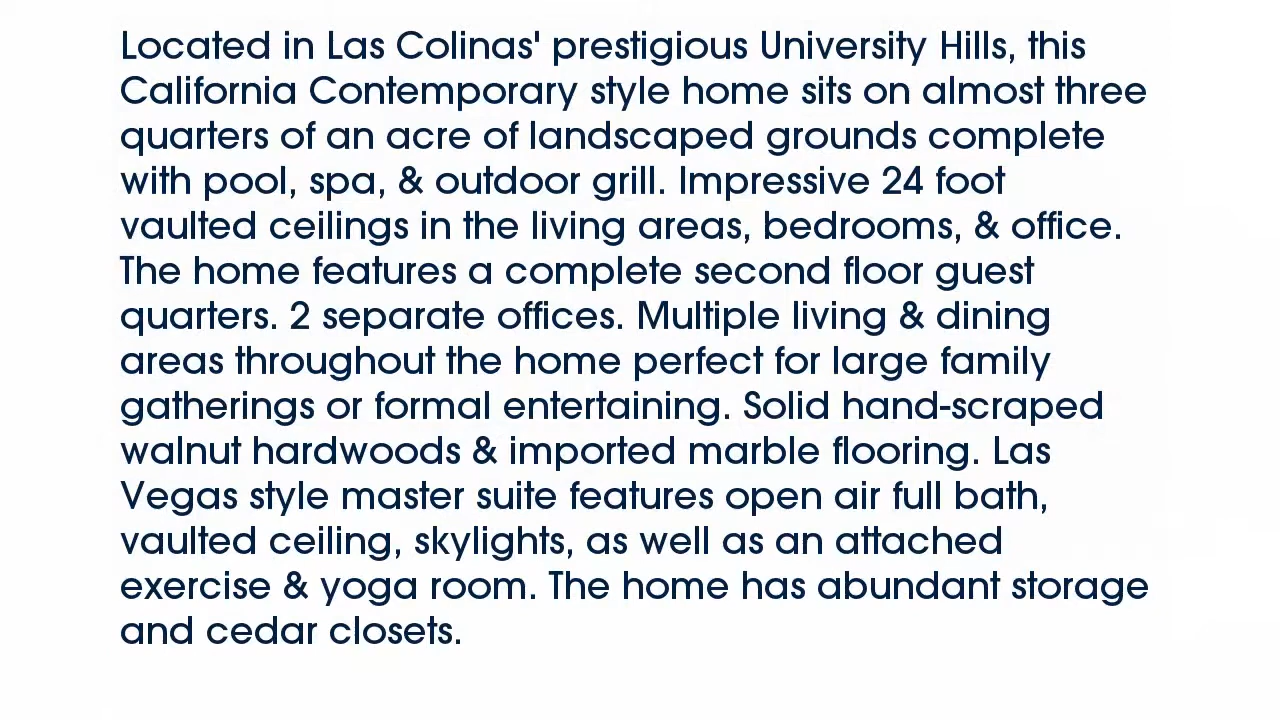 Located in Las Colinas' prestigious University Hills, this
California Contemporary style home sits on almost three
quarters of an acre of landscaped grounds complete
with pool, spa, & outdoor grill. Impressive 24 foot
vaulted ceilings in the living areas, bedrooms, & office.
The home features a complete second floor guest
quarters. 2 separate offices. Multiple living & dining
areas throughout the home perfect for large family
gatherings or formal entertaining. Solid hand-scraped
walnut hardwoods & imported marble flooring. Las
Vegas style master suite features open air full bath,
vaulted ceiling, skylights, as well as an attached
exercise & yoga room. The home has abundant storage
and cedar closets.